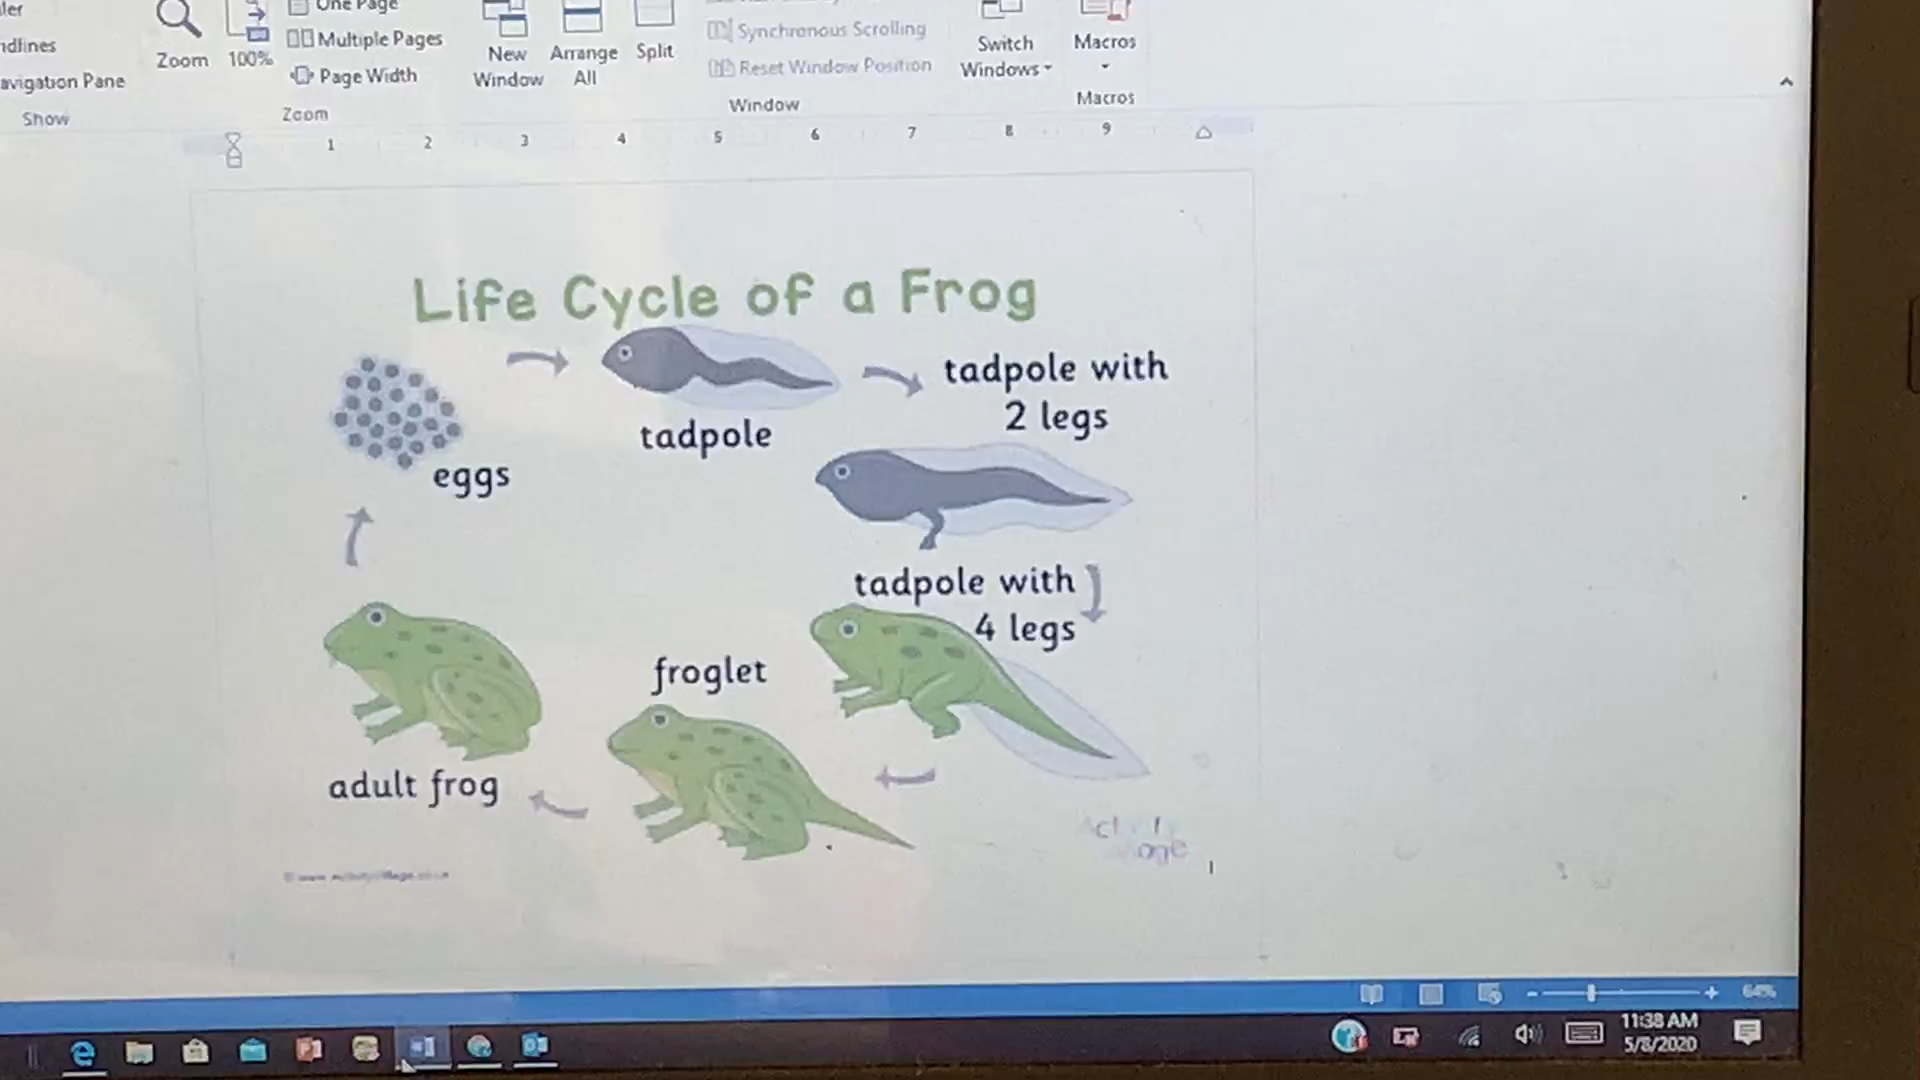 One Page
Multiple Pages
Page Width
Zoom
100%
Zoom
avigation Pane
Show
New
Window
Arrange
All
Split
Synchronous Scrolling
Reset Window Position
Window
Switch
Windows
Macros
Macros
1 2 3 4 5 6 7 8 9
Life Cycle of a Frog
eggs
tadpole
tadpole with
2 legs
tadpole with
4 legs
froglet
adult frog
64%
11:38 AM
5/8/2020